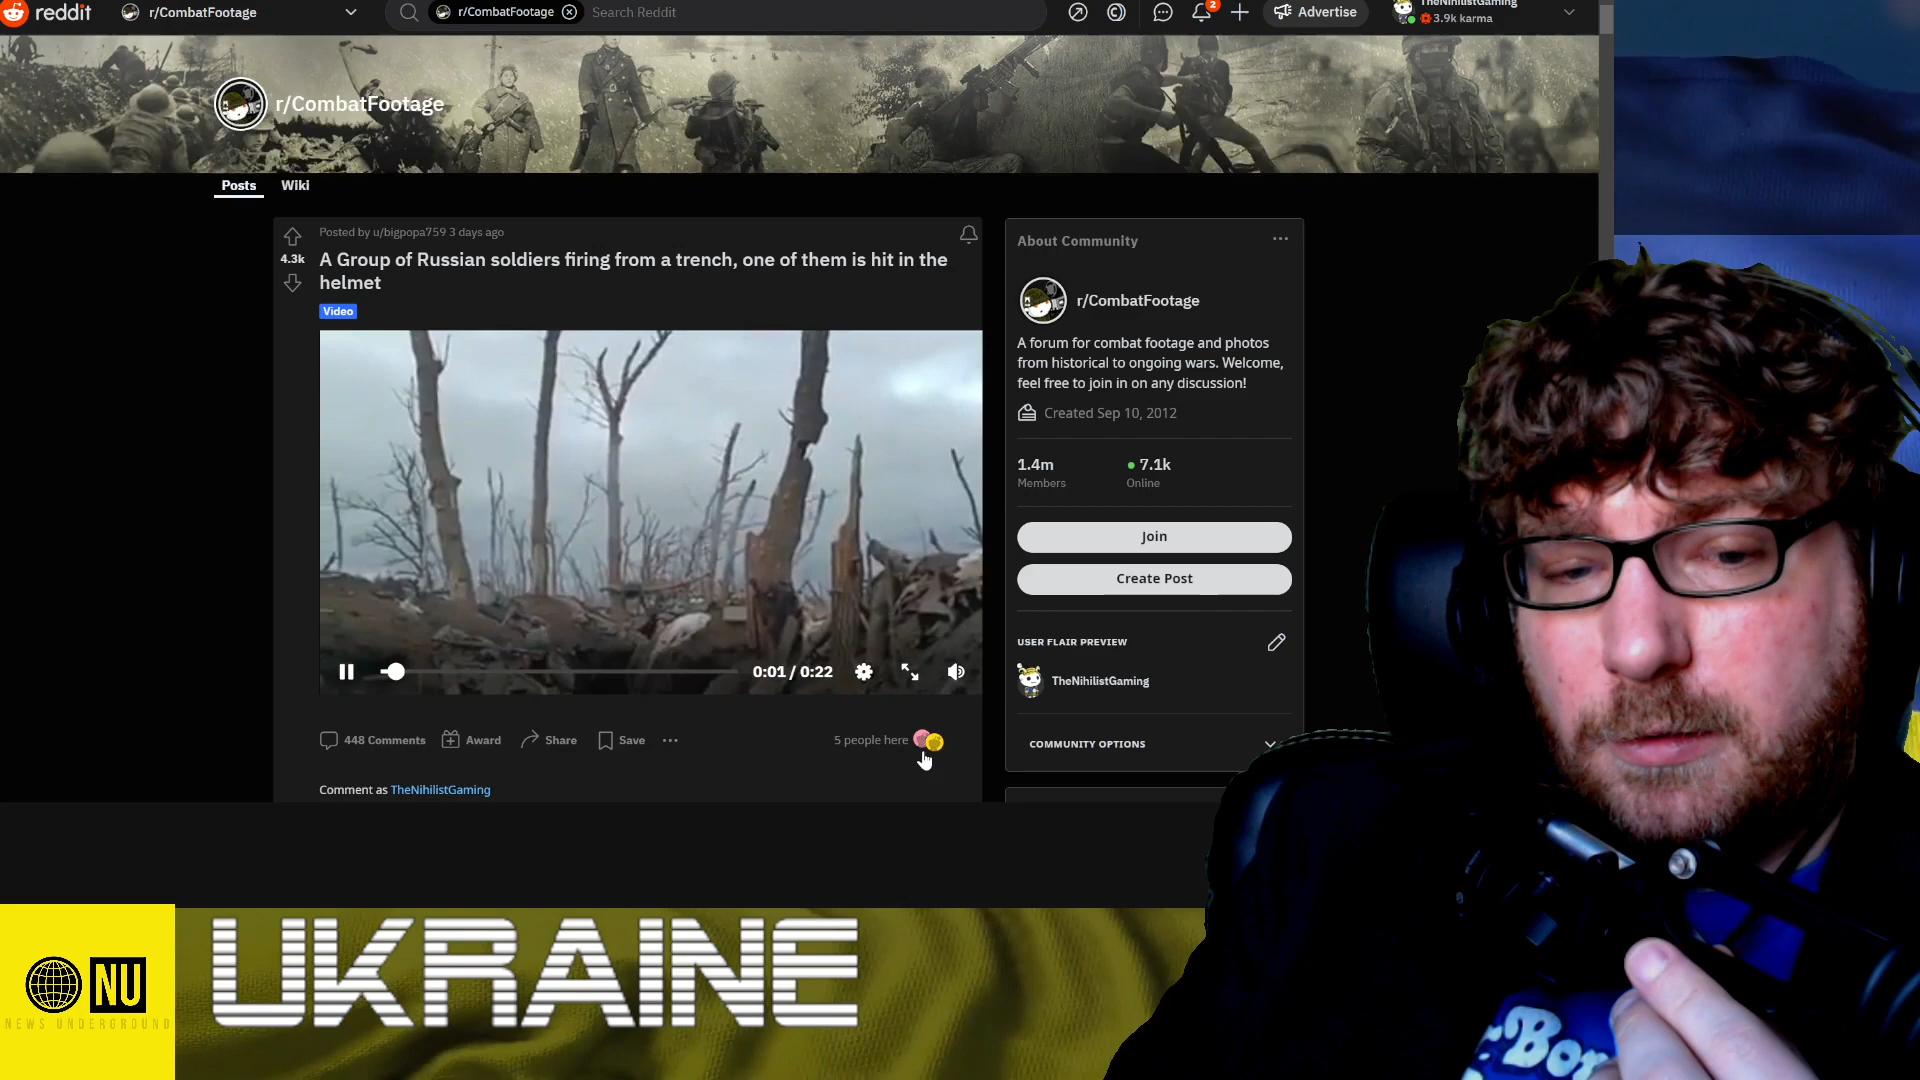 reddit
r/CombatFootage
r/CombatFootage
Search Reddit
2
Advertise
TheNihilistGaming
3.9k karma
r/CombatFootage
Posts
Wiki
Posted by u/bigpopa759 3 days ago
4.3k
A Group of Russian soldiers firing from a trench, one of them is hit in the
helmet
Video
0:01 / 0:22
448 Comments
Award
Share
Save
5 people here
Comment as TheNihilistGaming
About Community
r/CombatFootage
A forum for combat footage and photos
from historical to ongoing wars. Welcome,
feel free to join in on any discussion!
Created Sep 10, 2012
1.4m
7.1k
Members
Online
Join
Create Post
USER FLAIR PREVIEW
TheNihilistGaming
COMMUNITY OPTIONS
NU
NEWS UNDERGROUND
UKRAINE